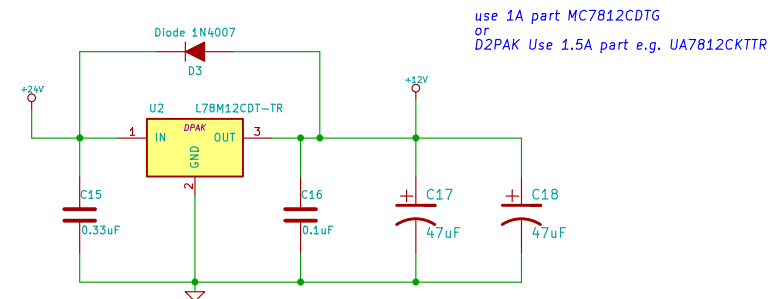 use 1A part MC7812CDTG
or
D2PAK Use 1.5A part e.g. UA7812CKTTR
Diode 1N4007
D3
+24V
+12V
U2 L78M12CDT-TR
DPAK
1 IN OUT 3
GND
2
C15
0.33uF
C16
0.1uF
C17
47uF
C18
47uF